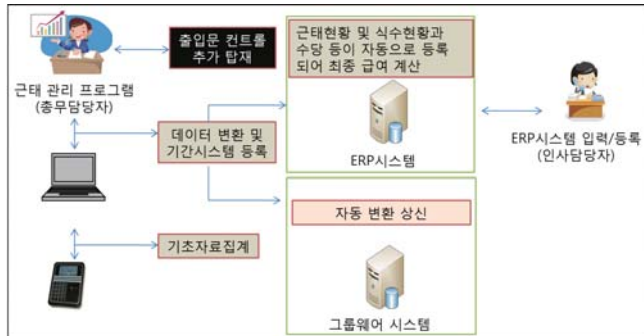 출입문 컨트롤
추가 탑재
근태현황 및 식수현황과
수당 등이 자동으로 등록
되어 최종 급여 계산
근태 관리 프로그램
(총무담당자)
데이터 변환 및
기간시스템 등록
ERP시스템
ERP시스템 입력/등록
(인사담당자)
자동 변환 상신
기초자료집계
그룹웨어 시스템